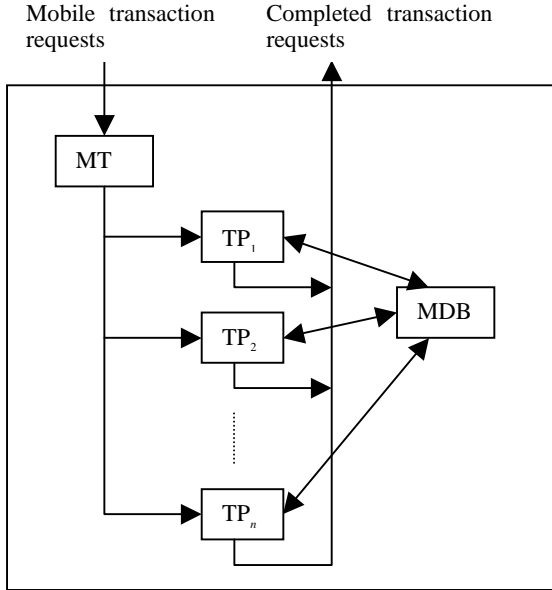 Mobile transaction
requests
Completed transaction
requests
MT
TP1
MDB
TP2
TPn